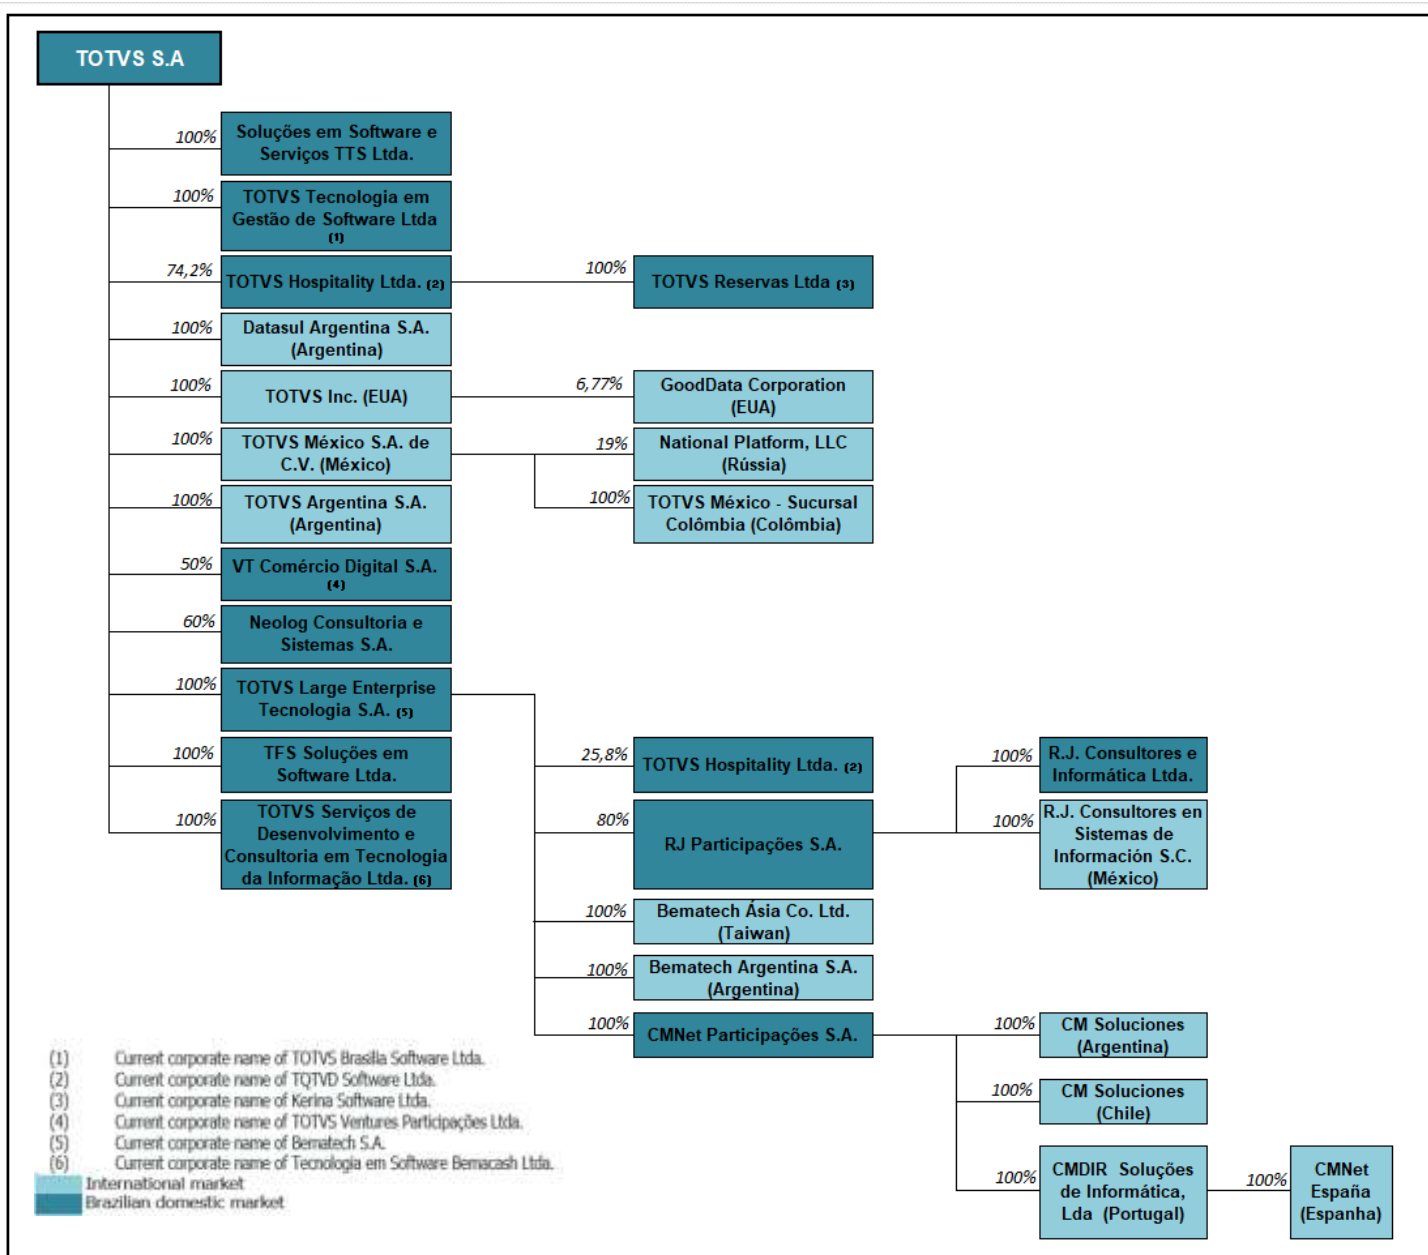 TOTVS S.A
100%
Soluções em Software e
Serviços TTS Ltda.
100%
TOTVS Tecnologia em
Gestão de Software Ltda
(1)
74,2%
TOTVS Hospitality Ltda. (2)
100%
TOTVS Reservas Ltda (3)
100%
Datasul Argentina S.A.
(Argentina)
100%
TOTVS Inc. (EUA)
6,77%
GoodData Corporation
(EUA)
100%
TOTVS México S.A. de
C.V. (México)
19%
National Platform, LLC
(Rússia)
100%
TOTVS Argentina S.A.
(Argentina)
100%
TOTVS México - Sucursal
Colômbia (Colômbia)
50%
VT Comércio Digital S.A.
(4)
60%
Neolog Consultoria e
Sistemas S.A.
100%
TOTVS Large Enterprise
Tecnologia S.A. (5)
100%
TFS Soluções em
Software Ltda.
25,8%
TOTVS Hospitality Ltda. (2)
100%
R.J. Consultores e
Informática Ltda.
100%
TOTVS Serviços de
Desenvolvimento e
Consultoria em Tecnologia
da Informação Ltda. (6)
80%
RJ Participações S.A.
100%
R.J. Consultores en
Sistemas de
Información S.C.
(México)
100%
Bematech Ásia Co. Ltd.
(Taiwan)
100%
Bematech Argentina S.A.
(Argentina)
100%
CMNet Participações S.A.
100%
CM Soluciones
(Argentina)
100%
CM Soluciones
(Chile)
100%
CMDIR Soluções
de Informática,
Lda (Portugal)
100%
CMNet
España
(Espanha)
(1) Current corporate name of TOTVS Brasília Software Ltda.
(2) Current corporate name of TQTVD Software Ltda.
(3) Current corporate name of Kerina Software Ltda.
(4) Current corporate name of TOTVS Ventures Participações Ltda.
(5) Current corporate name of Bematech S.A.
(6) Current corporate name of Tecnologia em Software Bemacash Ltda.
International market
Brazilian domestic market